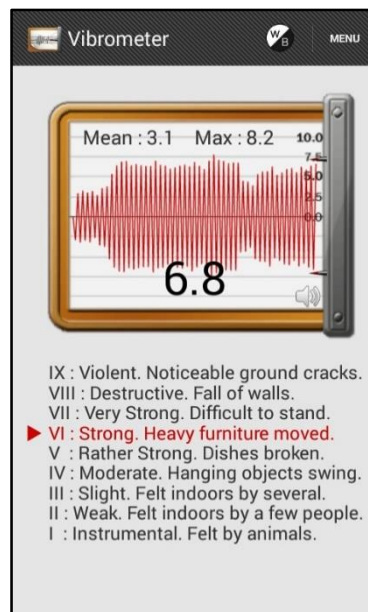 Vibrometer
W
B
MENU
Mean : 3.1 Max : 8.2
10.0
7.5
5.0
2.5
0.0
6.8
IX : Violent. Noticeable ground cracks.
VIII : Destructive. Fall of walls.
VII : Very Strong. Difficult to stand.
VI : Strong. Heavy furniture moved.
V : Rather Strong. Dishes broken.
IV : Moderate. Hanging objects swing.
III : Slight. Felt indoors by several.
II : Weak. Felt indoors by a few people.
I : Instrumental. Felt by animals.